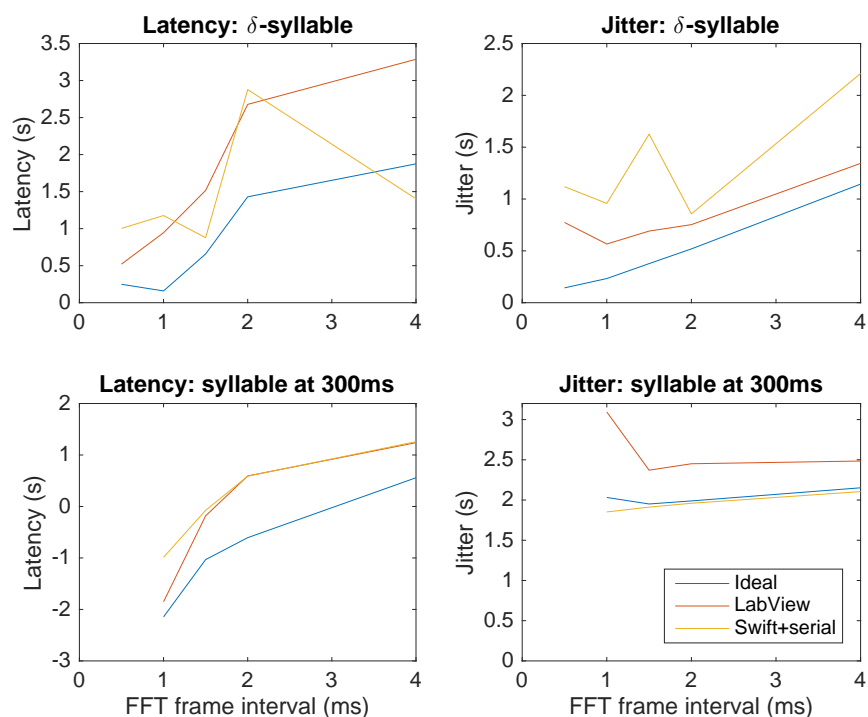 Latency: δ-syllable
Latency (s)
3.5
3
2.5
2
1.5
1
0.5
0
0 1 2 3 4
Jitter: δ-syllable
Jitter (s)
2.5
2
1.5
1
0.5
0
0 1 2 3 4
Latency: syllable at 300ms
Latency (s)
2
1
0
-1
-2
-3
0 1 2 3 4
FFT frame interval (ms)
Jitter: syllable at 300ms
Jitter (s)
3
2.5
2
1.5
1
0.5
0
Ideal
LabView
Swift+serial
0 1 2 3 4
FFT frame interval (ms)